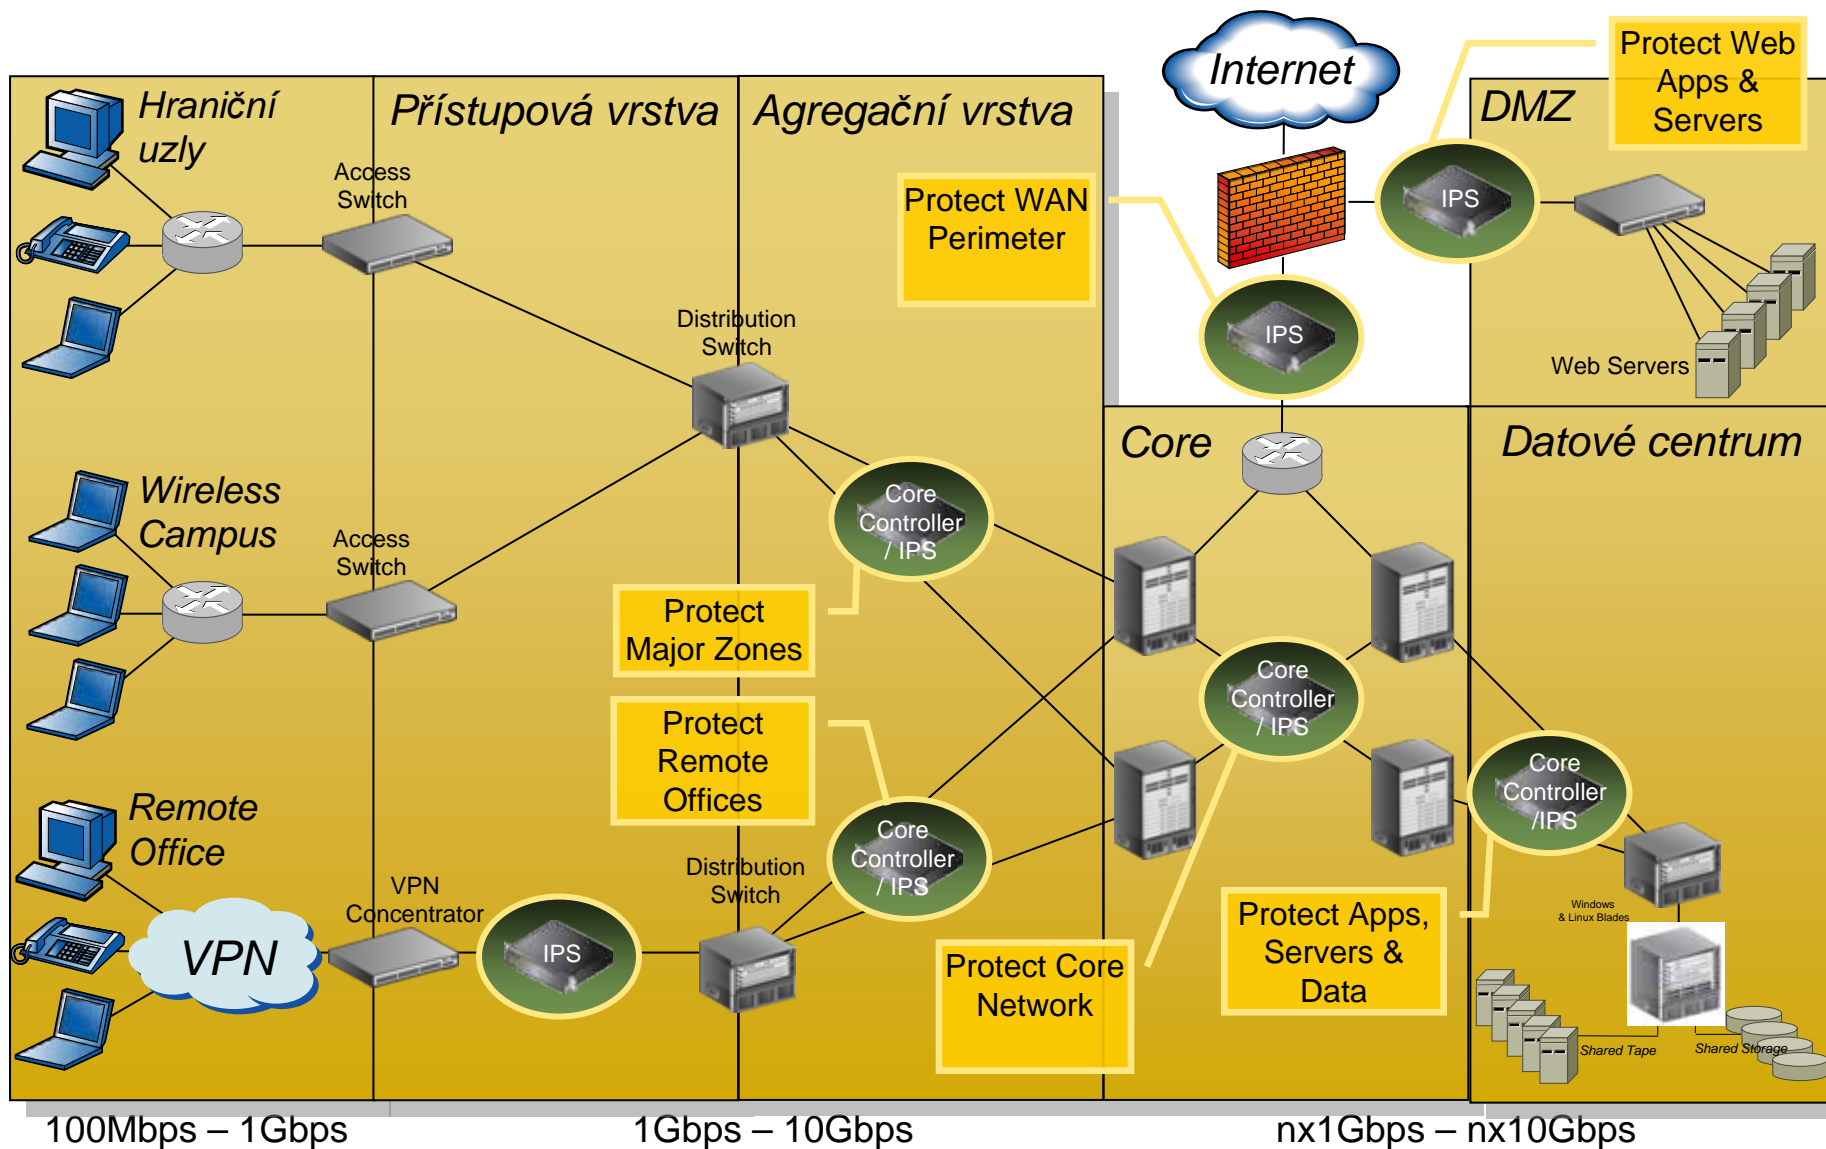 Internet
Protect Web
Apps &
Servers
Hraniční
uzly
Přístupová vrstva
Agregační vrstva
DMZ
Access
Switch
Protect WAN
Perimeter
IPS
IPS
Distribution
Switch
Web Servers
Core
Datové centrum
Wireless
Campus
Access
Switch
Core
Controller
/ IPS
Protect
Major Zones
Core
Controller
/ IPS
Protect
Remote
Offices
Core
Controller
/IPS
Remote
Office
Core
Controller
/ IPS
VPN
Concentrator
Distribution
Switch
Windows
& Linux Blades
VPN
IPS
Protect Core
Network
Protect Apps,
Servers &
Data
Shared Tape
Shared Storage
100Mbps – 1Gbps
1Gbps – 10Gbps
nx1Gbps – nx10Gbps